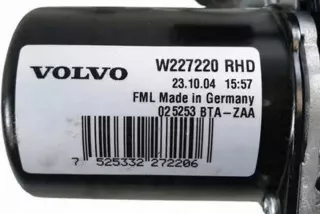 VOLVO
W227220 RHD
23.10.04 15:57
FML Made in Germany
025253 BTA-ZAA
7 525332 272206